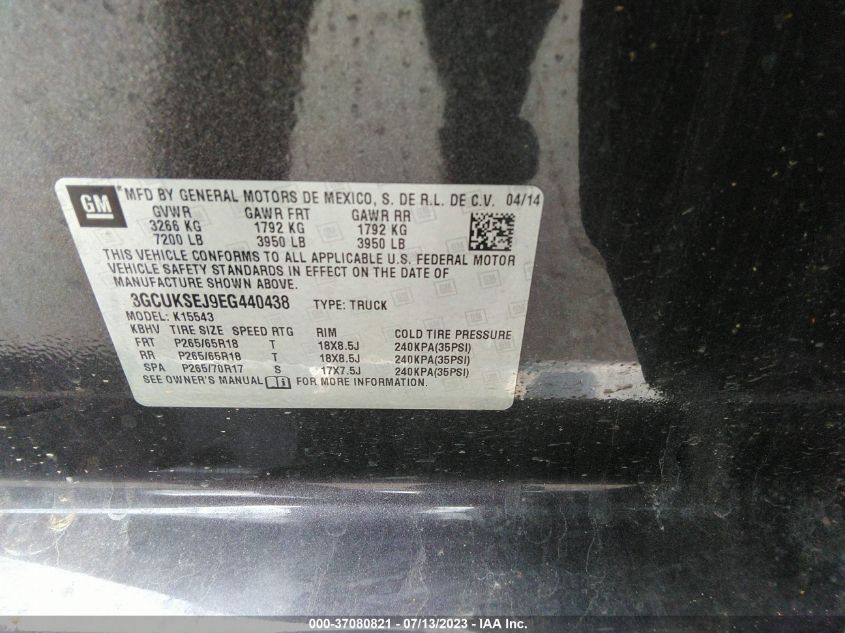 GM
MFD BY GENERAL MOTORS DE MEXICO, S. DE R.L. DE C.V. 04/14
GVWR GAWR FRT GAWR RR
3266 KG 1792 KG 1792 KG
7200 LB 3950 LB 3950 LB
THIS VEHICLE CONFORMS TO ALL APPLICABLE U.S. FEDERAL MOTOR
VEHICLE SAFETY STANDARDS IN EFFECT ON THE DATE OF
MANUFACTURE SHOWN ABOVE.
3GCUKSEJ9EG440438 TYPE: TRUCK
MODEL: K15543
KBHV TIRE SIZE SPEED RTG RIM COLD TIRE PRESSURE
FRT P265/65R18 T 18X8.5J 240KPA(35PSI)
RR P265/65R18 T 18X8.5J 240KPA(35PSI)
SPA P265/70R17 S 17X7.5J 240KPA(35PSI)
SEE OWNER'S MANUAL FOR MORE INFORMATION.
000-37080821 - 07/13/2023 - IAA Inc.